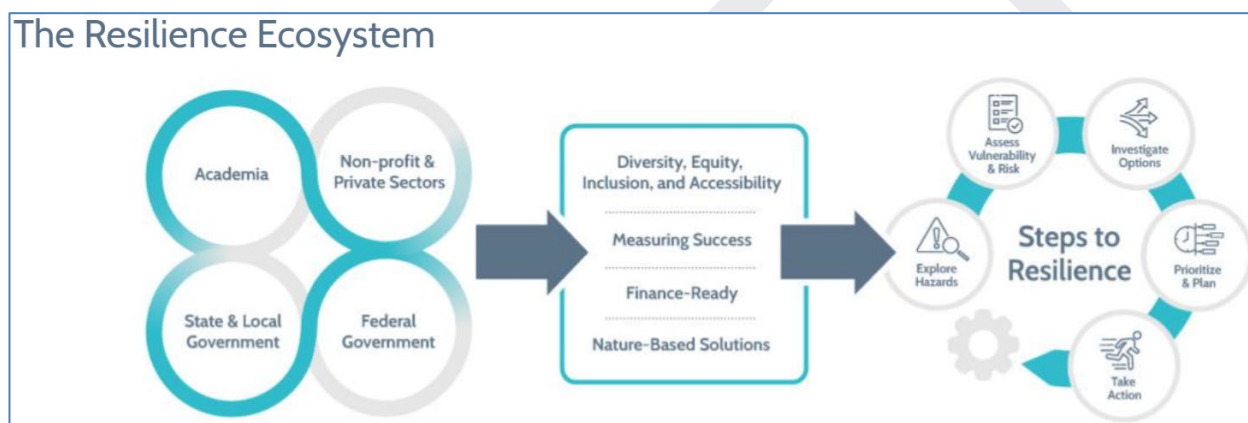 The Resilience Ecosystem
Academia
Non-profit &
Private Sectors
State & Local
Government
Federal
Government
Diversity, Equity,
Inclusion, and Accessibility
Measuring Success
Finance-Ready
Nature-Based Solutions
Steps to
Resilience
Explore
Hazards
Assess
Vulnerability
& Risk
Investigate
Options
Prioritize
& Plan
Take
Action